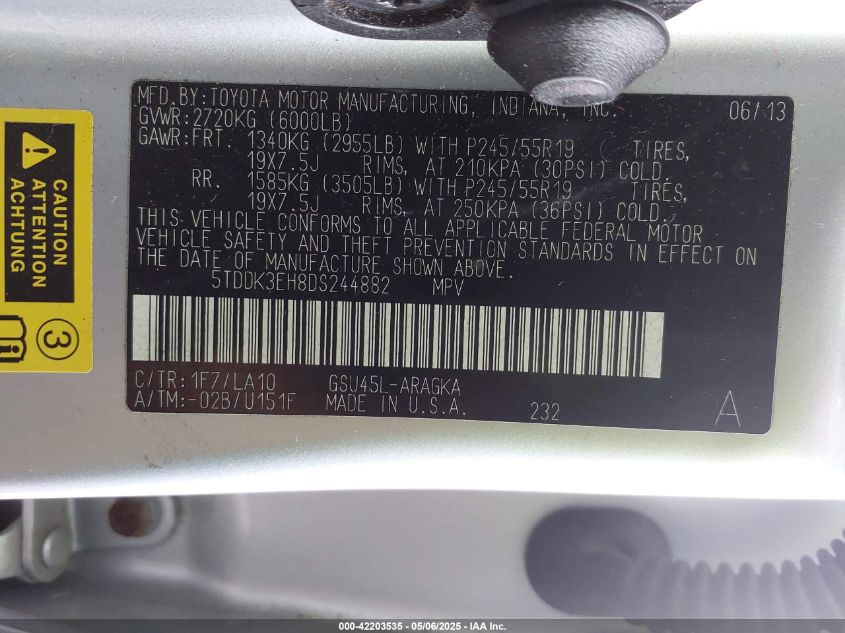 MFD.BY:TOYOTA MOTOR MANUFACTURING, INDIANA, INC. 06/13
GVWR:2720KG (6000LB)
GAWR:FRT. 1340KG (2955LB) WITH P245/55R19 TIRES,
19X7.5J RIMS, AT 210KPA (30PSI) COLD.
RR. 1585KG (3505LB) WITH P245/55R19 TIRES,
19X7.5J RIMS, AT 250KPA (36PSI) COLD.
THIS VEHICLE CONFORMS TO ALL APPLICABLE FEDERAL MOTOR
VEHICLE SAFETY AND THEFT PREVENTION STANDARDS IN EFFECT ON
THE DATE OF MANUFACTURE SHOWN ABOVE.
5TDDK3EH8DS244882 MPV
C/TR:1F7/LA10 GSU45L-ARAGKA
A/TM:-02B/U151F MADE IN U.S.A. 232 A
CAUTION
ATTENTION
3
000-42203535 - 05/06/2025 - IAA Inc.